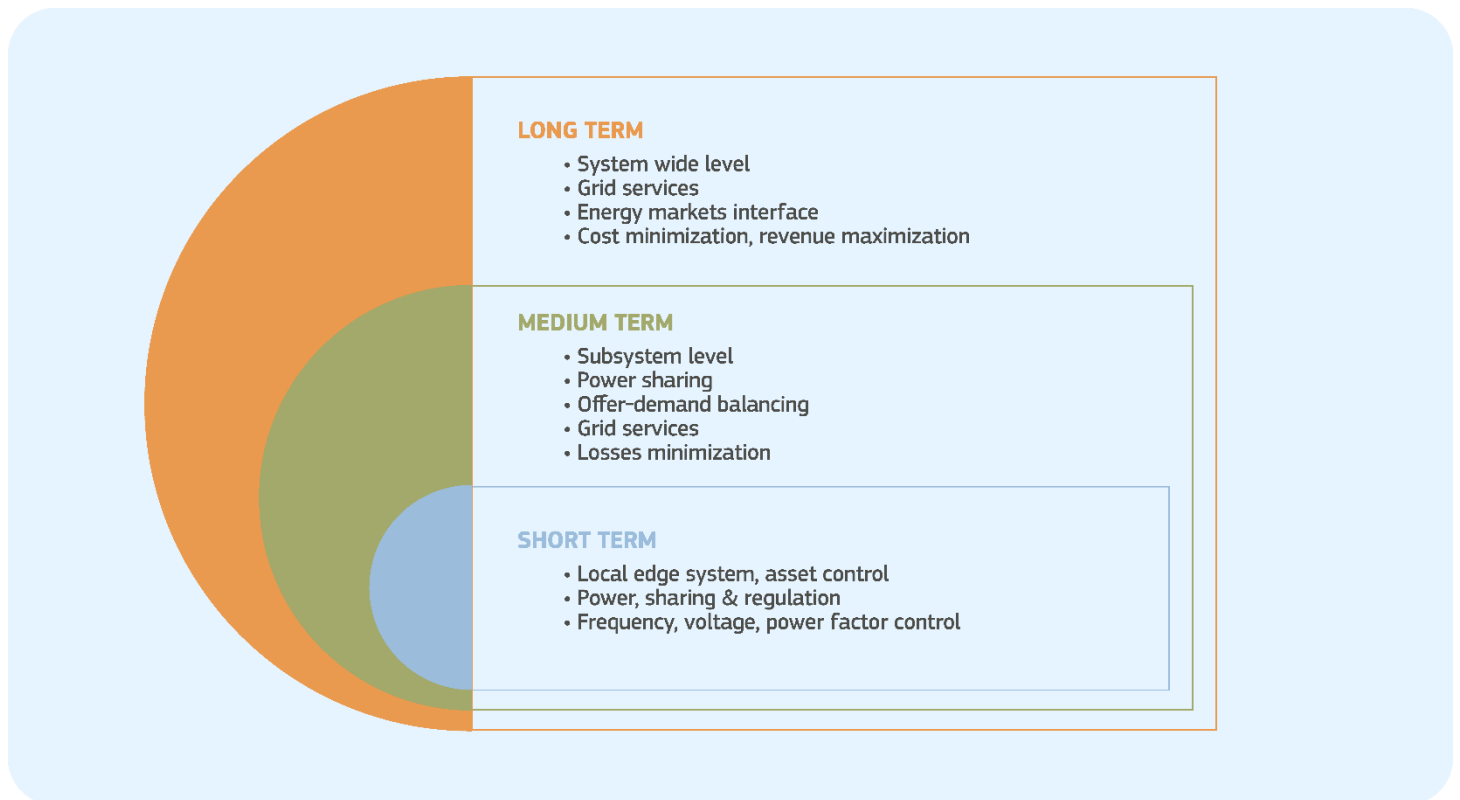 LONG TERM
• System wide level
• Grid services
• Energy markets interface
• Cost minimization, revenue maximization
MEDIUM TERM
• Subsystem level
• Power sharing
• Offer-demand balancing
• Grid services
• Losses minimization
SHORT TERM
• Local edge system, asset control
• Power, sharing & regulation
• Frequency, voltage, power factor control